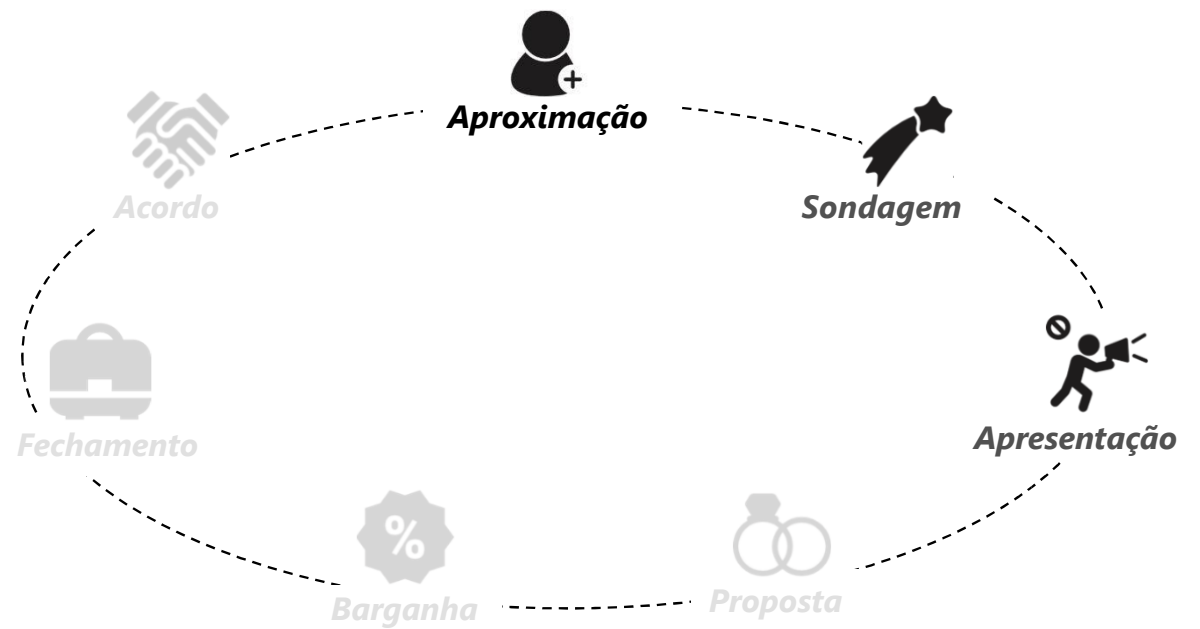 Aproximação
Sondagem
Apresentação
Proposta
%
Barganha
Fechamento
Acordo